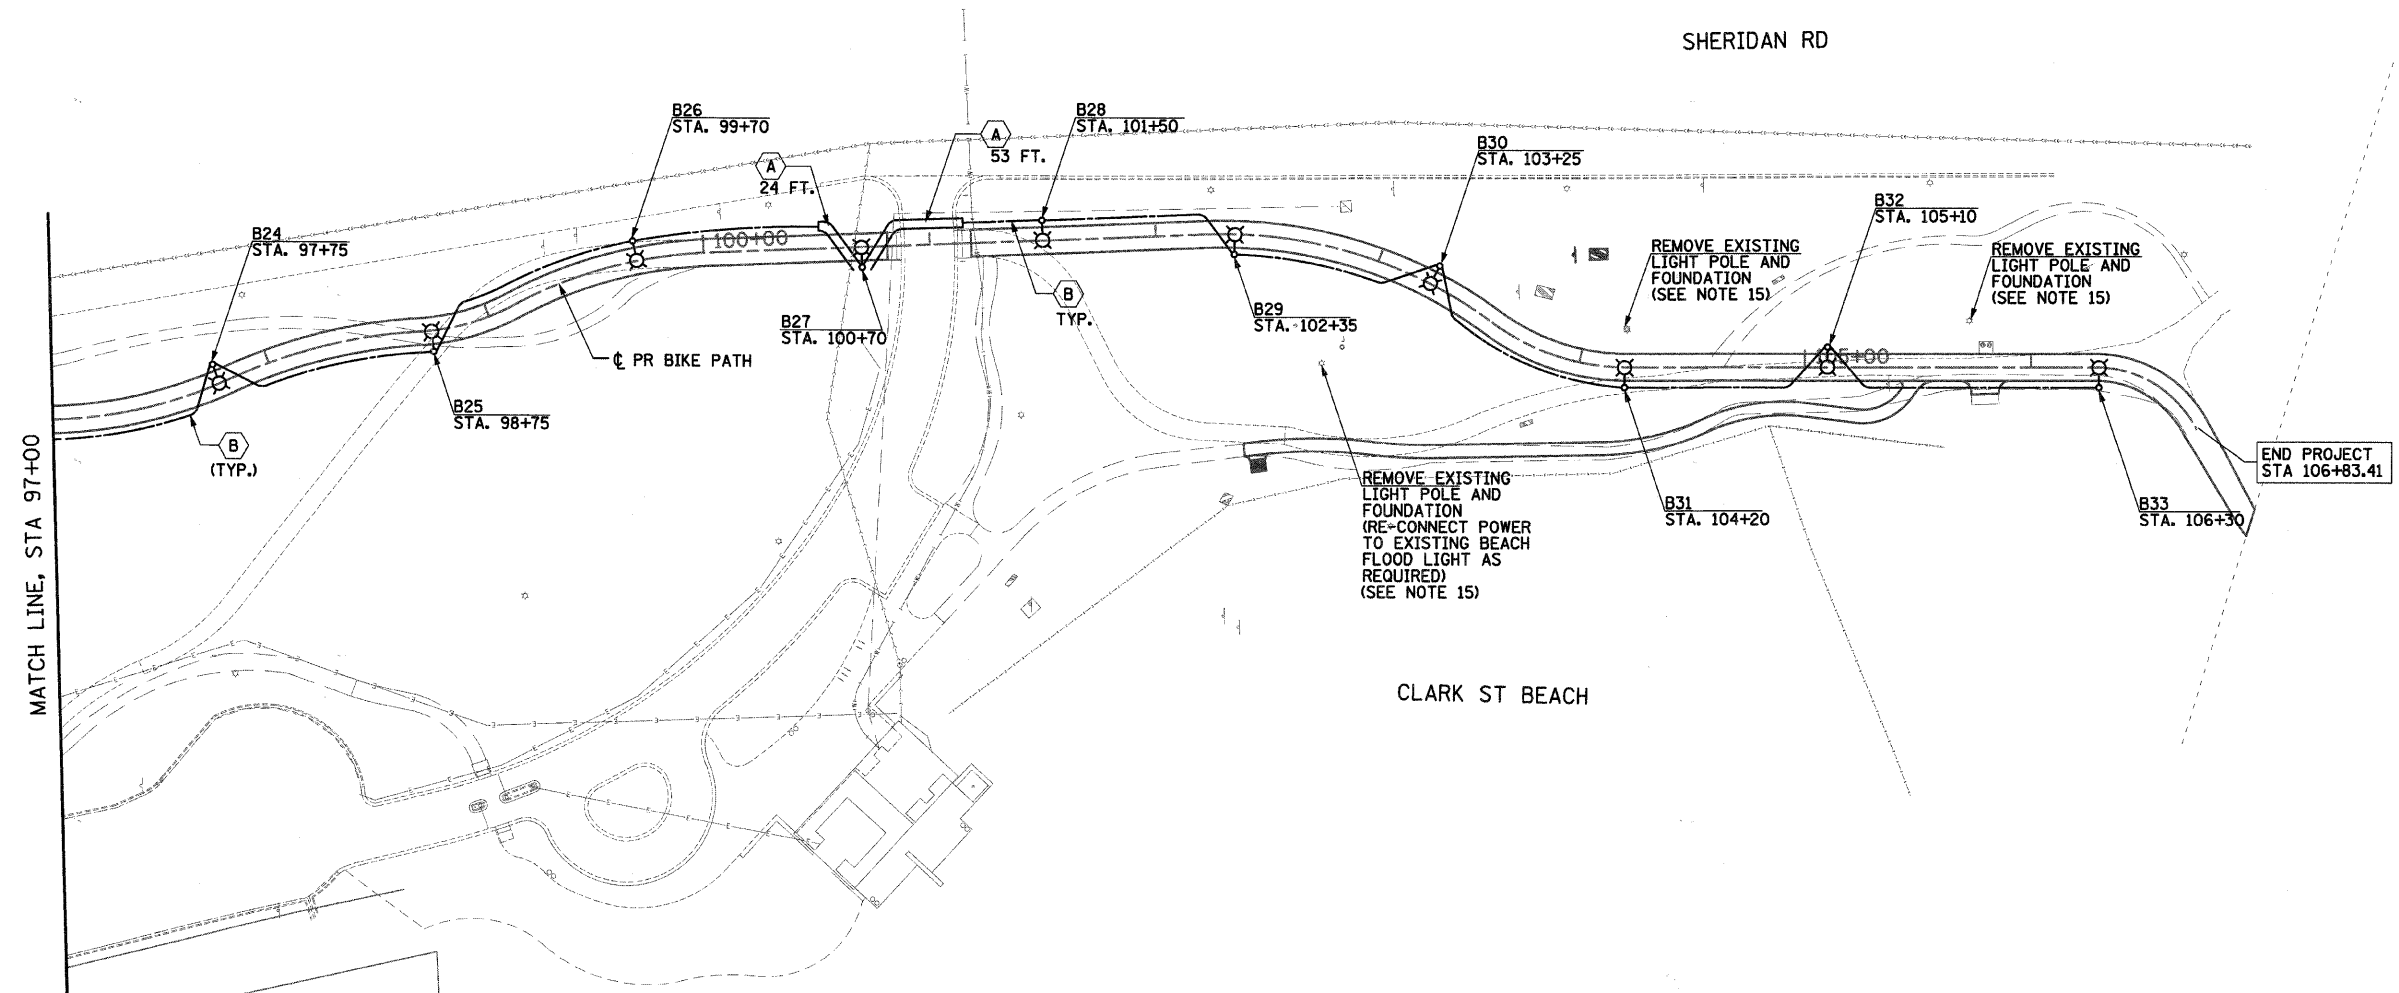 SHERIDAN RD
B26
STA. 99+70
B28
STA. 101+50
A
53 FT.
A
24 FT.
B30
STA. 103+25
B32
STA. 105+10
B24
STA. 97+75
100+00
REMOVE EXISTING
LIGHT POLE AND
FOUNDATION
(SEE NOTE 15)
REMOVE EXISTING
LIGHT POLE AND
FOUNDATION
(SEE NOTE 15)
B
TYP.
B27
STA. 100+70
B29
STA. 102+35
℄ PR BIKE PATH
105+00
B25
STA. 98+75
B
(TYP.)
MATCH LINE, STA 97+00
END PROJECT
STA 106+83.41
REMOVE EXISTING
LIGHT POLE AND
FOUNDATION
(RE-CONNECT POWER
TO EXISTING BEACH
FLOOD LIGHT AS
REQUIRED)
(SEE NOTE 15)
B31
STA. 104+20
B33
STA. 106+30
CLARK ST BEACH